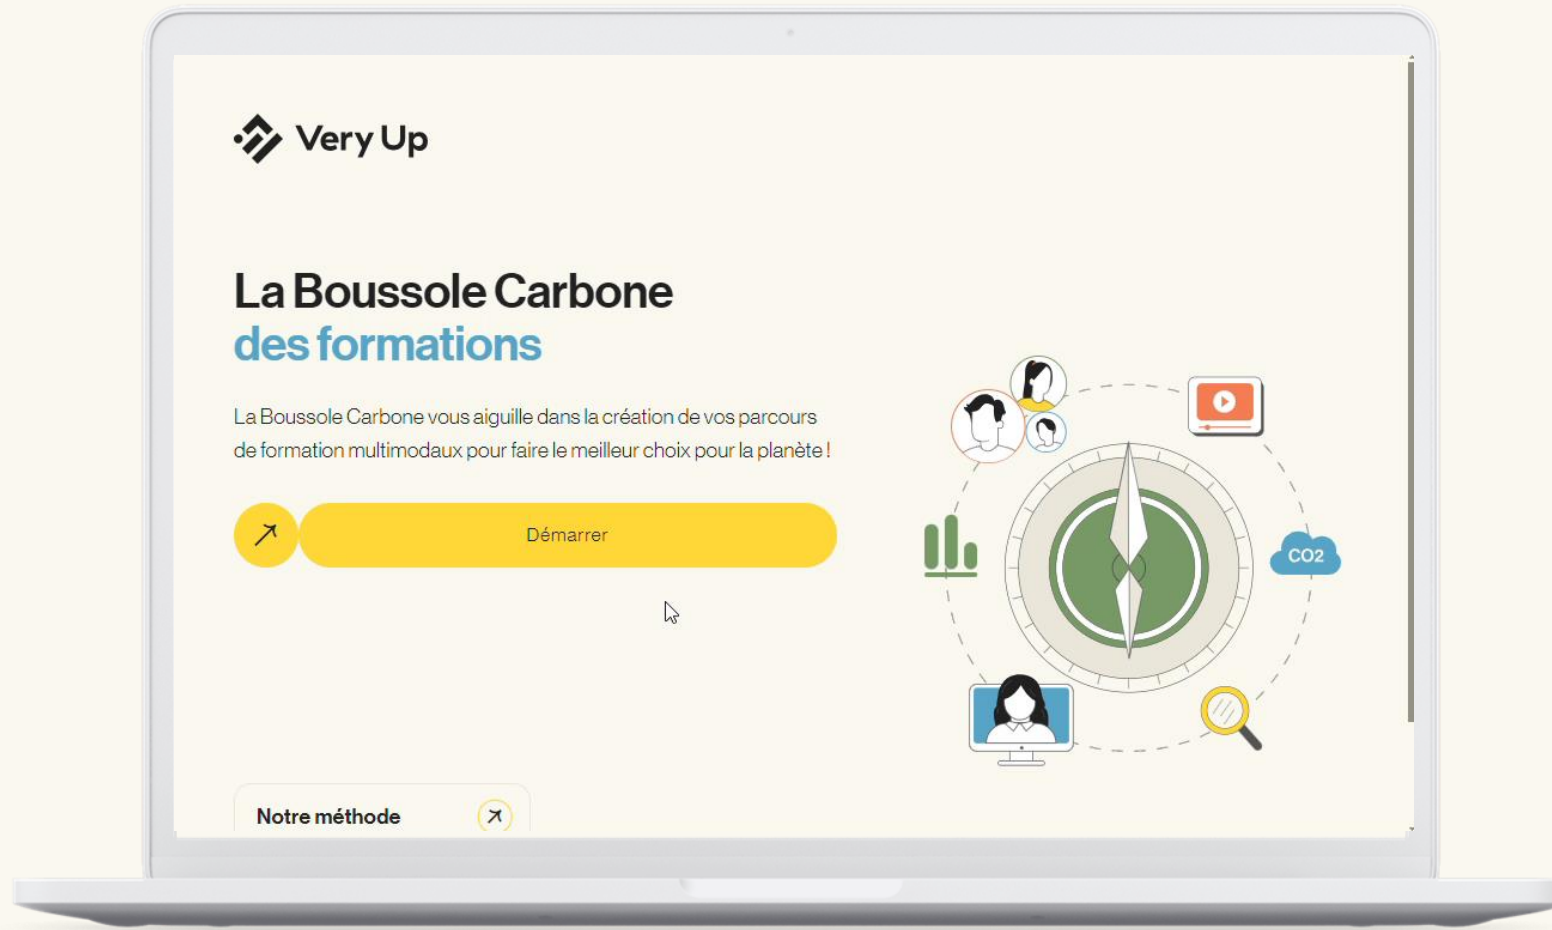 Very Up
La Boussole Carbone
des formations
La Boussole Carbone vous aiguille dans la création de vos parcours
de formation multimodaux pour faire le meilleur choix pour la planète !
Démarrer
CO2
Notre méthode